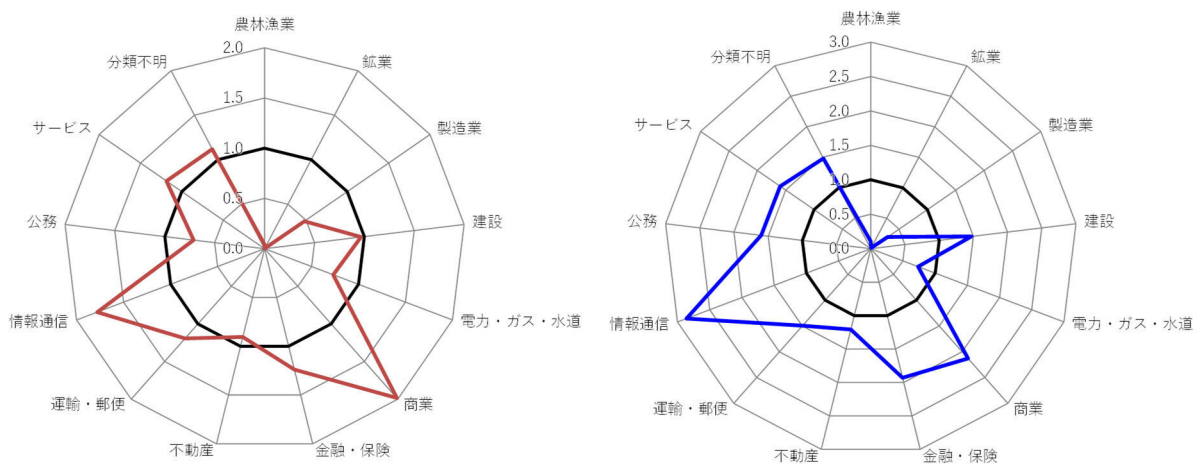 農林漁業
鉱業
製造業
建設
電力・ガス・水道
商業
金融・保険
不動産
運輸・郵便
情報通信
公務
サービス
分類不明
2.0
1.5
1.0
0.5
0.0
農林漁業
鉱業
製造業
建設
電力・ガス・水道
商業
金融・保険
不動産
運輸・郵便
情報通信
公務
サービス
分類不明
3.0
2.5
2.0
1.5
1.0
0.5
0.0